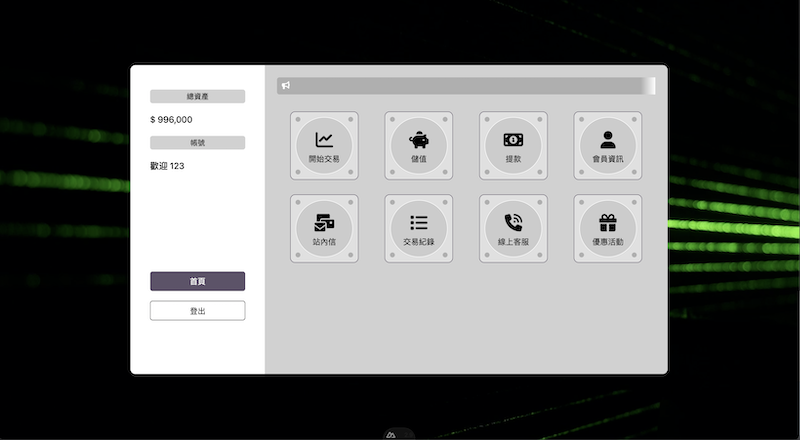 總資產
$ 996,000
帳號
歡迎 123
首頁
登出
開始交易
儲值
提款
會員資訊
站內信
交易紀錄
線上客服
優惠活動